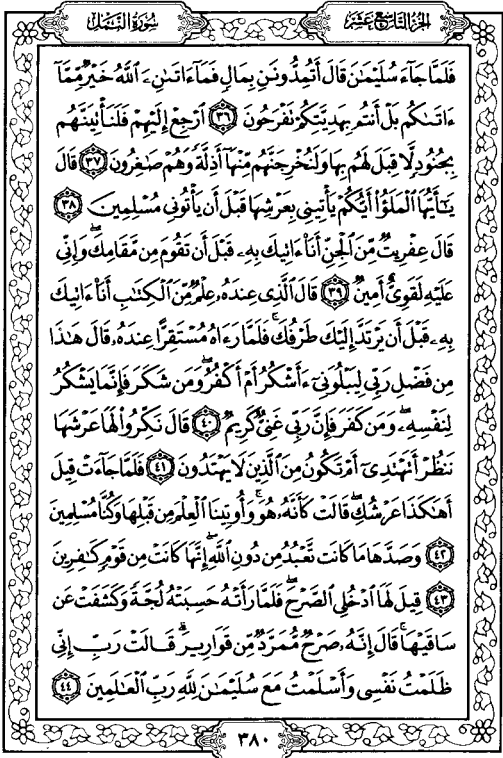 الجزء التاسع عشر
سورة النمل
فَلَمَّا جَآءَ سُلَيْمَٰنَ قَالَ أَتُمِدُّونَنِ بِمَالٍ فَمَآ ءَاتَىٰنِۦَ ٱللَّهُ خَيْرٌ مِّمَّآ
ءَاتَىٰكُم بَلْ أَنتُم بِهَدِيَّتِكُمْ تَفْرَحُونَ ٣٦ ٱرْجِعْ إِلَيْهِمْ فَلَنَأْتِيَنَّهُم
بِجُنُودٍ لَّا قِبَلَ لَهُم بِهَا وَلَنُخْرِجَنَّهُم مِّنْهَآ أَذِلَّةً وَهُمْ صَٰغِرُونَ ٣٧ قَالَ
يَٰٓأَيُّهَا ٱلْمَلَؤُا۟ أَيُّكُمْ يَأْتِينِى بِعَرْشِهَا قَبْلَ أَن يَأْتُونِى مُسْلِمِينَ ٣٨
قَالَ عِفْرِيتٌ مِّنَ ٱلْجِنِّ أَنَا۠ ءَاتِيكَ بِهِۦ قَبْلَ أَن تَقُومَ مِن مَّقَامِكَ ۖ وَإِنِّى
عَلَيْهِ لَقَوِىٌّ أَمِينٌ ٣٩ قَالَ ٱلَّذِى عِندَهُۥ عِلْمٌ مِّنَ ٱلْكِتَٰبِ أَنَا۠ ءَاتِيكَ
بِهِۦ قَبْلَ أَن يَرْتَدَّ إِلَيْكَ طَرْفُكَ ۚ فَلَمَّا رَءَاهُ مُسْتَقِرًّا عِندَهُۥ قَالَ هَٰذَا
مِن فَضْلِ رَبِّى لِيَبْلُوَنِىٓ ءَأَشْكُرُ أَمْ أَكْفُرُ ۖ وَمَن شَكَرَ فَإِنَّمَا يَشْكُرُ
لِنَفْسِهِۦ ۖ وَمَن كَفَرَ فَإِنَّ رَبِّى غَنِىٌّ كَرِيمٌ ٤٠ قَالَ نَكِّرُوا۟ لَهَا عَرْشَهَا
نَنظُرْ أَتَهْتَدِىٓ أَمْ تَكُونُ مِنَ ٱلَّذِينَ لَا يَهْتَدُونَ ٤١ فَلَمَّا جَآءَتْ قِيلَ
أَهَٰكَذَا عَرْشُكِ ۖ قَالَتْ كَأَنَّهُۥ هُوَ ۚ وَأُوتِينَا ٱلْعِلْمَ مِن قَبْلِهَا وَكُنَّا مُسْلِمِينَ
٤٢ وَصَدَّهَا مَا كَانَت تَّعْبُدُ مِن دُونِ ٱللَّهِ ۖ إِنَّهَا كَانَتْ مِن قَوْمٍ كَٰفِرِينَ
٤٣ قِيلَ لَهَا ٱدْخُلِى ٱلصَّرْحَ ۖ فَلَمَّا رَأَتْهُ حَسِبَتْهُ لُجَّةً وَكَشَفَتْ عَن
سَاقَيْهَا ۚ قَالَ إِنَّهُۥ صَرْحٌ مُّمَرَّدٌ مِّن قَوَارِيرَ ۗ قَالَتْ رَبِّ إِنِّى
ظَلَمْتُ نَفْسِى وَأَسْلَمْتُ مَعَ سُلَيْمَٰنَ لِلَّهِ رَبِّ ٱلْعَٰلَمِينَ ٤٤
٣٨٠